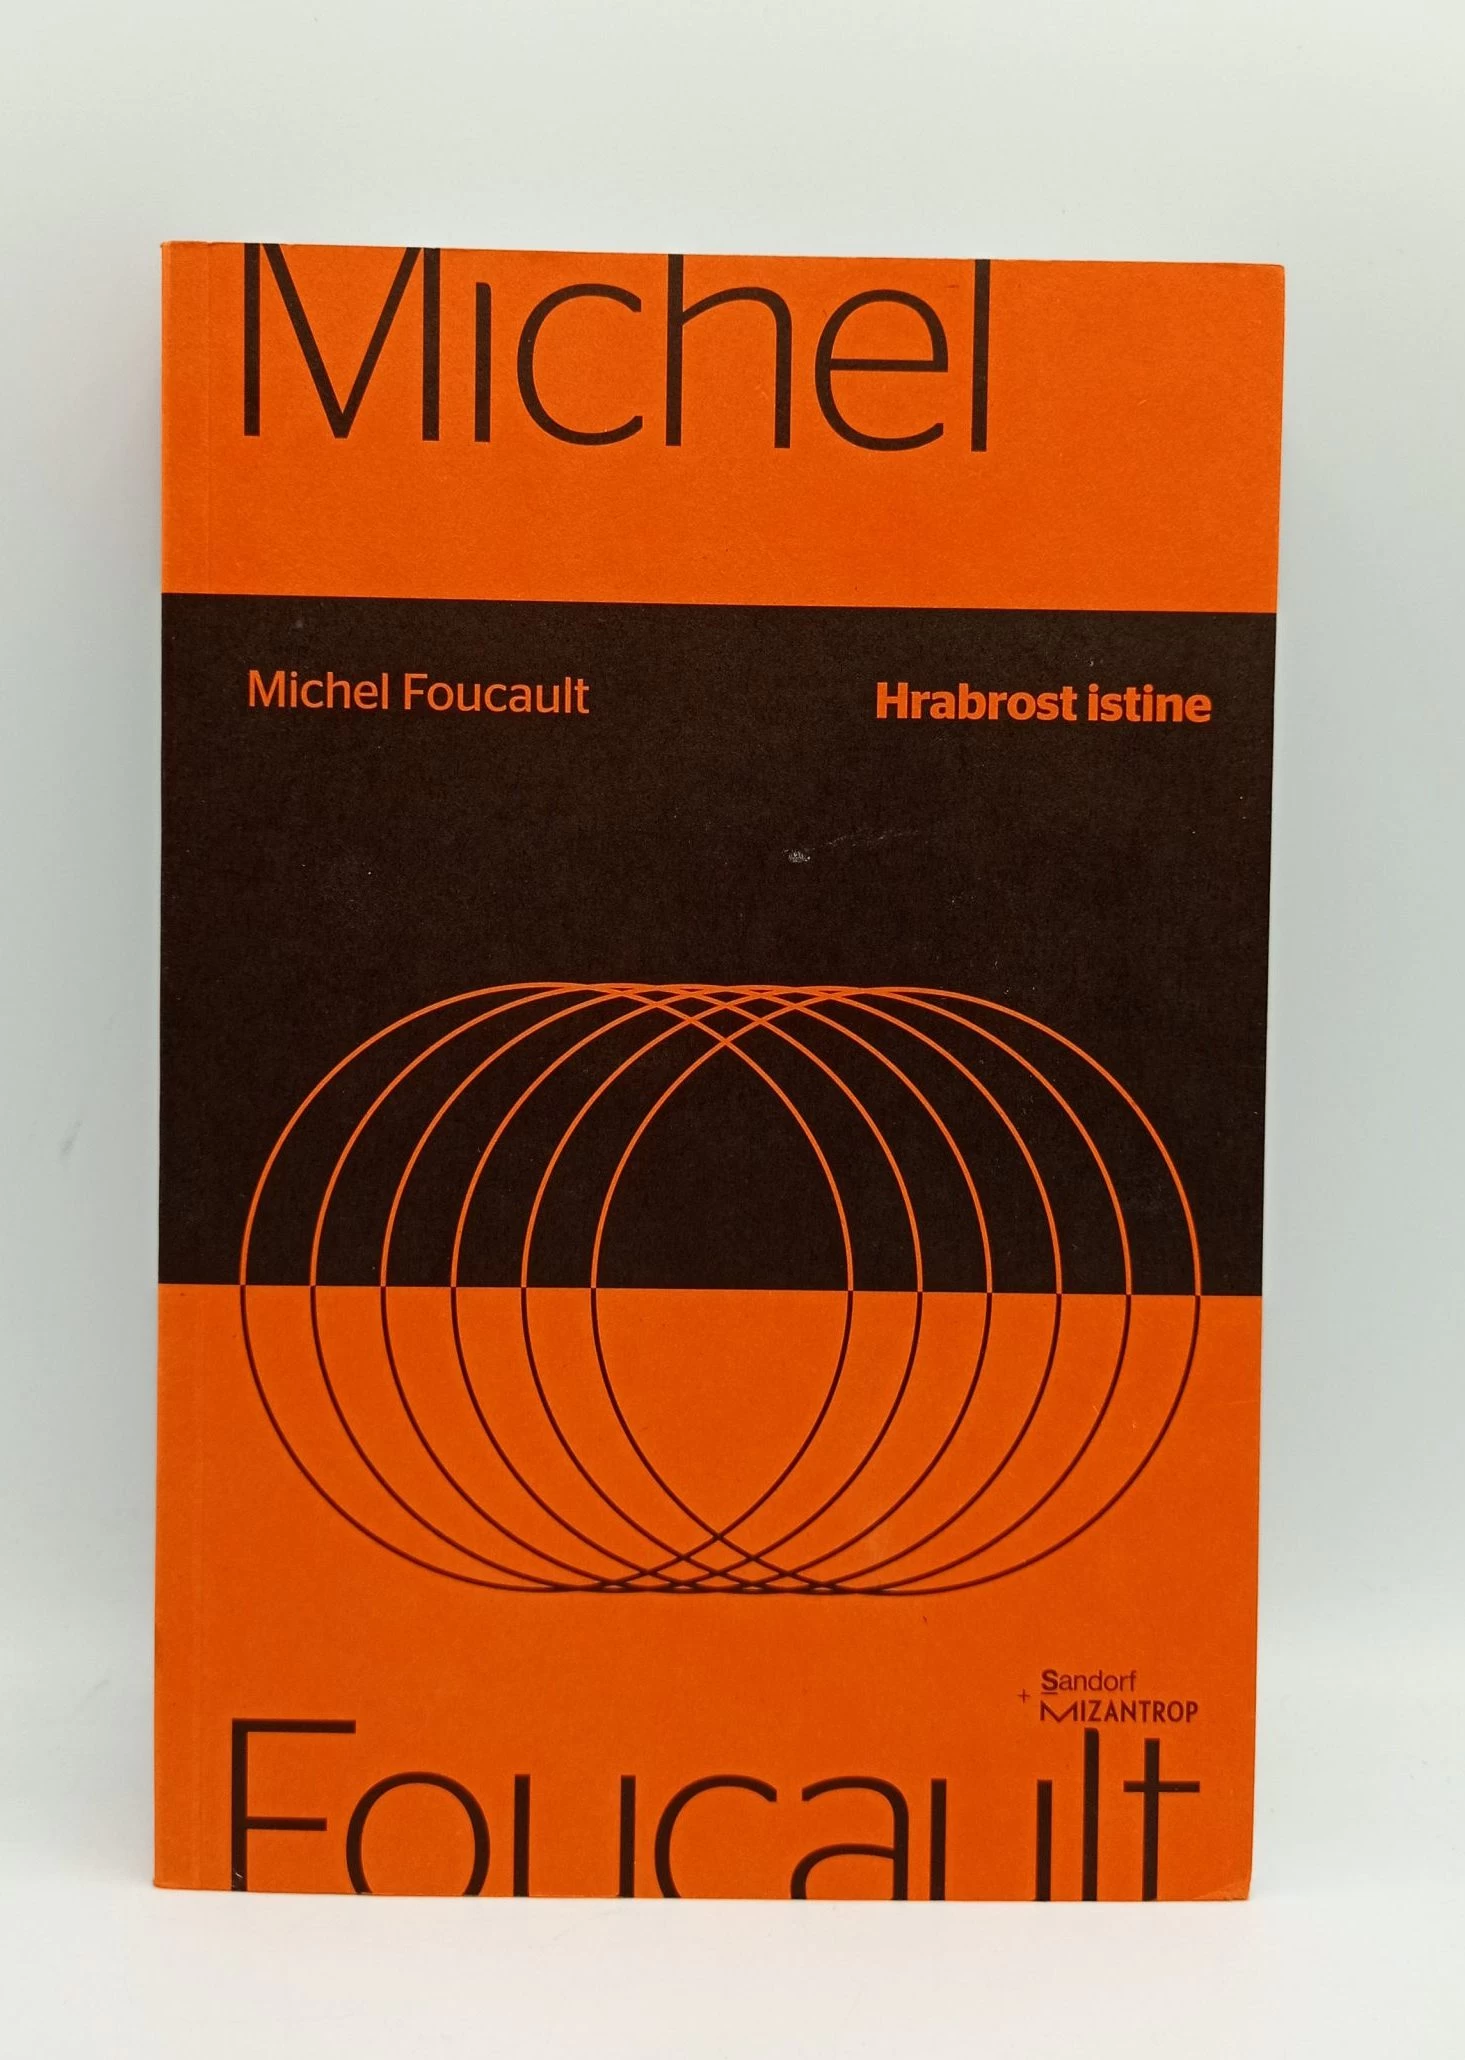 Michel
Michel Foucault
Hrabrost istine
Sandorf
+ MIZANTROP
Foucault